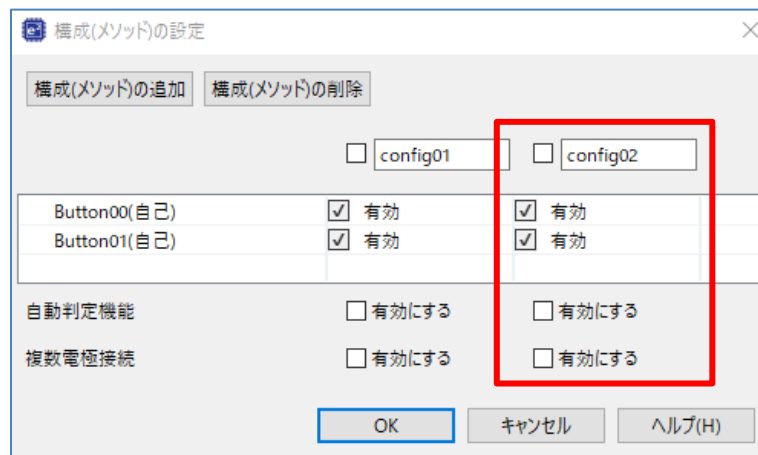 構成(メソッド)の設定
構成(メソッド)の追加 構成(メソッド)の削除
config01 config02
Button00(自己) 有効 有効
Button01(自己) 有効 有効
自動判定機能 有効にする 有効にする
複数電極接続 有効にする 有効にする
OK キャンセル ヘルプ(H)